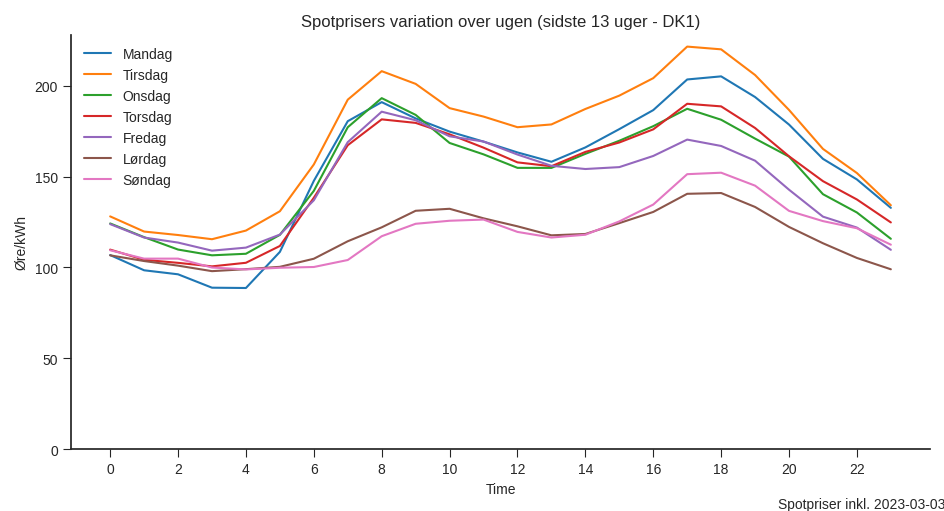 Spotprisers variation over ugen (sidste 13 uger - DK1)
Mandag
Tirsdag
Onsdag
Torsdag
Fredag
Lørdag
Søndag
Øre/kWh
200
150
100
50
0
0 2 4 6 8 10 12 14 16 18 20 22
Time
Spotpriser inkl. 2023-03-03